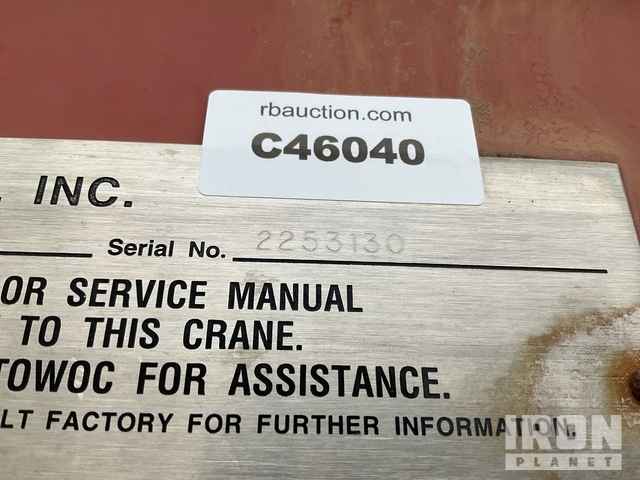 rbauction.com
C46040
, INC.
Serial No. 2253130
OR SERVICE MANUAL
TO THIS CRANE.
TOWOC FOR ASSISTANCE.
LT FACTORY FOR FURTHER INFORMATION.
IRON
PLANET